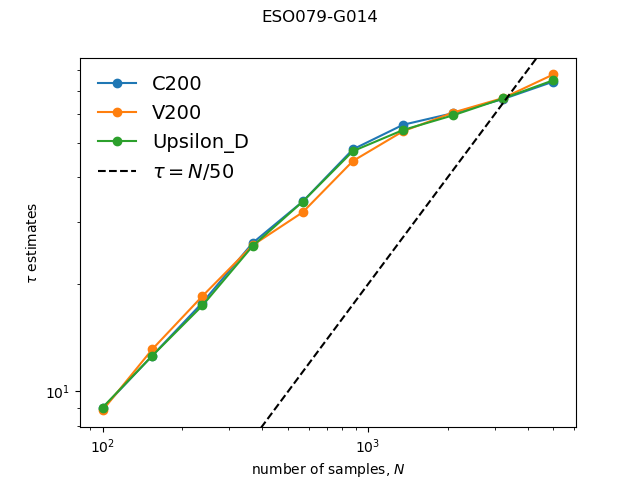 ESO079-G014
C200
V200
Upsilon_D
τ = N/50
τ estimates
10¹
10²
10³
number of samples, N